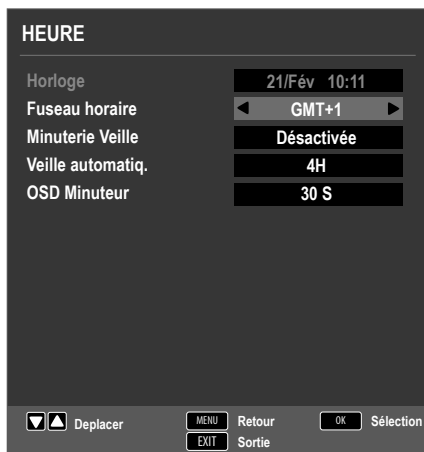 HEURE
Horloge 21/Fév 10:11
Fuseau horaire GMT+1
Minuterie Veille Désactivée
Veille automatiq. 4H
OSD Minuteur 30 S
Deplacer MENU Retour OK Sélection
EXIT Sortie